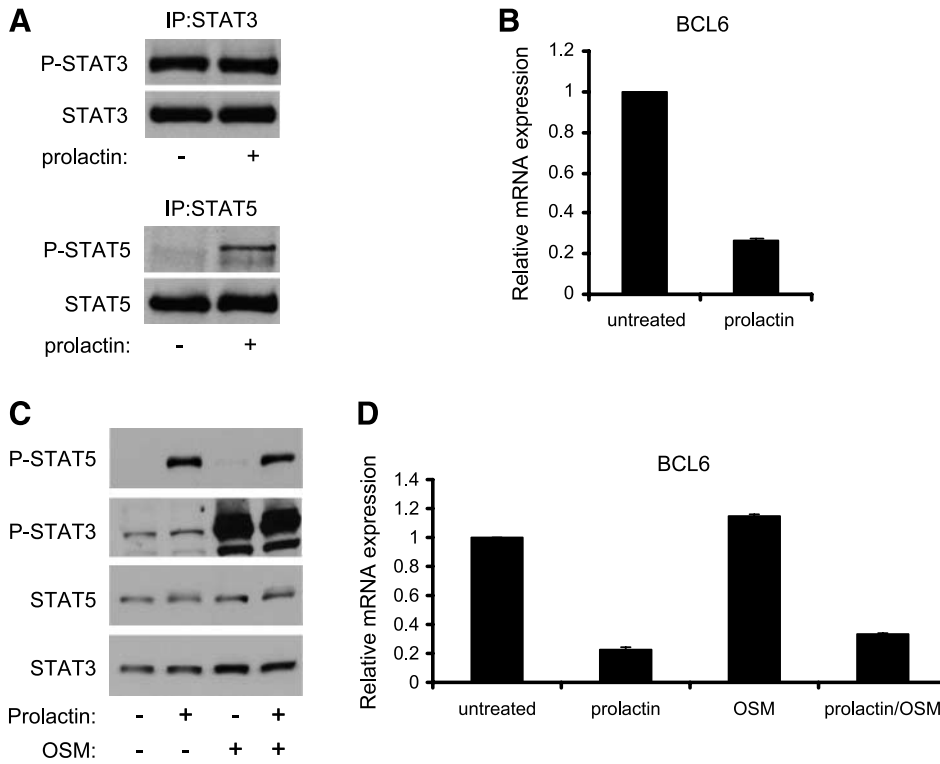 A
IP:STAT3
P-STAT3
STAT3
prolactin: - +
IP:STAT5
P-STAT5
STAT5
prolactin: - +
B
BCL6
Relative mRNA expression
1.2
1
0.8
0.6
0.4
0.2
0
untreated prolactin
C
P-STAT5
P-STAT3
STAT5
STAT3
Prolactin: - + - +
OSM: - - + +
D
BCL6
Relative mRNA expression
1.4
1.2
1
0.8
0.6
0.4
0.2
0
untreated prolactin OSM prolactin/OSM